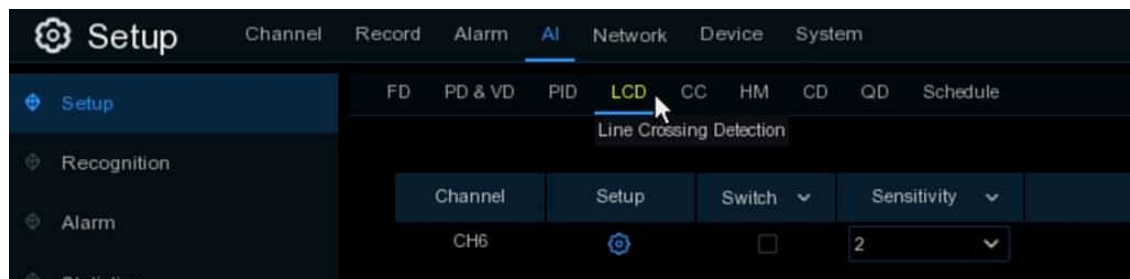 Setup Channel Record Alarm AI Network Device System
Setup FD PD & VD PID LCD CC HM CD QD Schedule
Line Crossing Detection
Recognition
Channel Setup Switch Sensitivity
Alarm
CH6 2